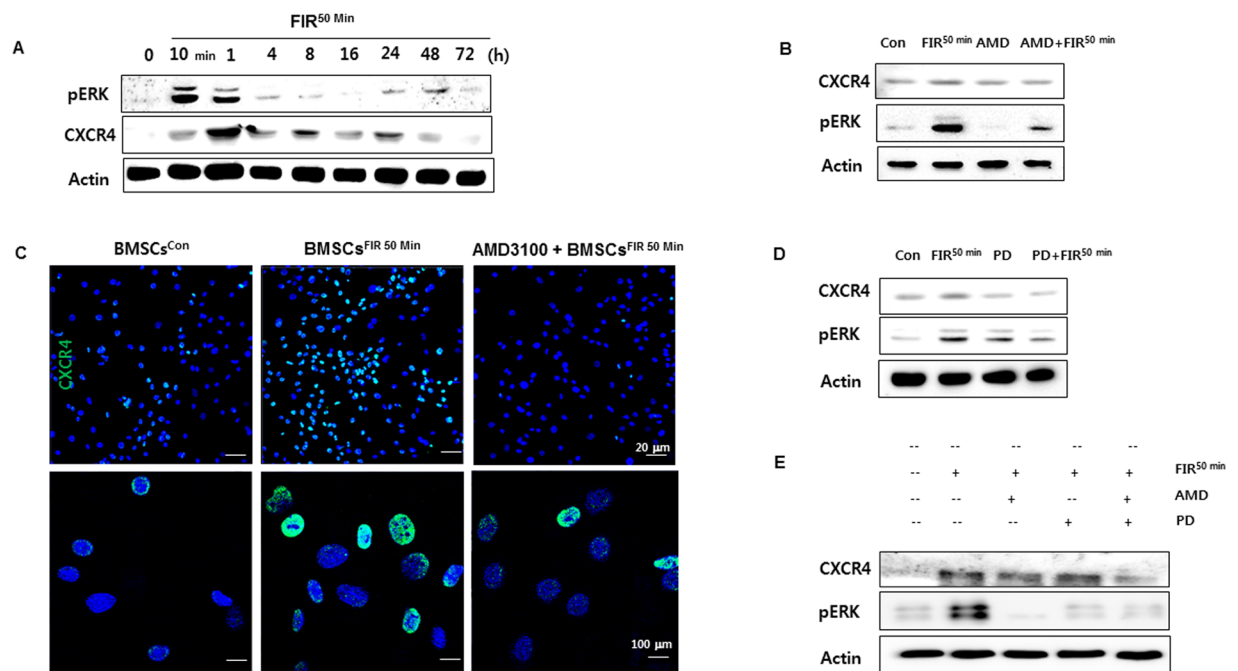 A
FIR50 Min
0 10 min 1 4 8 16 24 48 72 (h)
pERK
CXCR4
Actin
B
Con FIR50 min AMD AMD+FIR50 min
CXCR4
pERK
Actin
C
BMSCsCon BMSCsFIR 50 Min AMD3100 + BMSCsFIR 50 Min
CXCR4
20 µm
100 µm
D
Con FIR50 min PD PD+FIR50 min
CXCR4
pERK
Actin
E
-- -- -- -- --
-- + + + + FIR50 min
-- -- + -- + AMD
-- -- -- + + PD
CXCR4
pERK
Actin